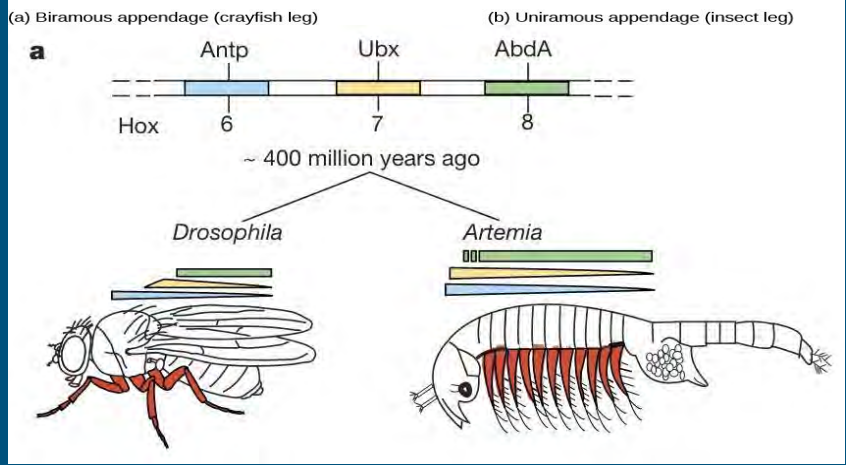 (a) Biramous appendage (crayfish leg)
(b) Uniramous appendage (insect leg)
a
Antp Ubx AbdA
Hox 6 7 8
~ 400 million years ago
Drosophila Artemia